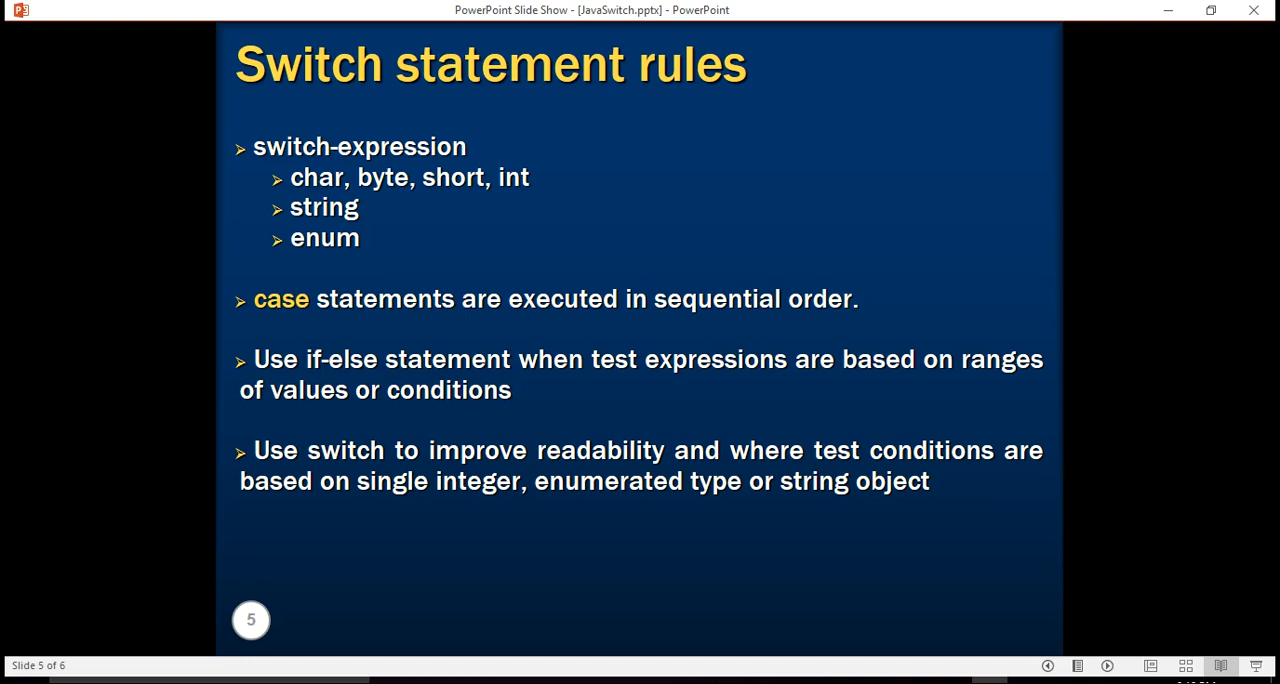 PowerPoint Slide Show - [JavaSwitch.pptx] - PowerPoint
Switch statement rules
switch-expression
char, byte, short, int
string
enum
case statements are executed in sequential order.
Use if-else statement when test expressions are based on ranges
of values or conditions
Use switch to improve readability and where test conditions are
based on single integer, enumerated type or string object
5
Slide 5 of 6